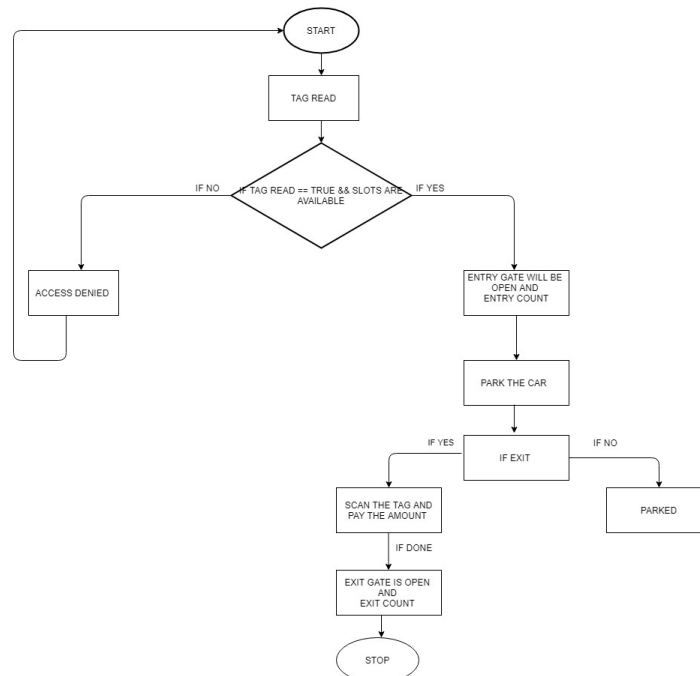 START
TAG READ
IF NO
IF TAG READ == TRUE && SLOTS ARE
AVAILABLE
IF YES
ACCESS DENIED
ENTRY GATE WILL BE
OPEN AND
ENTRY COUNT
PARK THE CAR
IF YES
IF EXIT
IF NO
SCAN THE TAG AND
PAY THE AMOUNT
PARKED
IF DONE
EXIT GATE IS OPEN
AND
EXIT COUNT
STOP